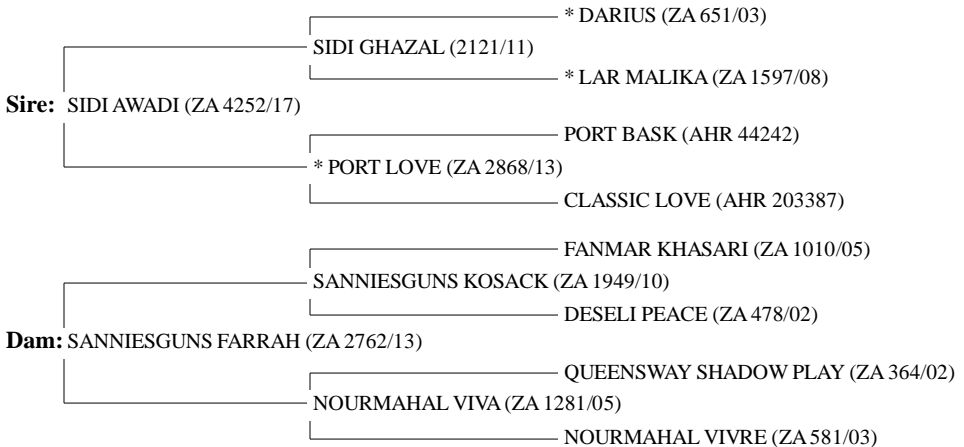 * DARIUS (ZA 651/03)
SIDI GHAZAL (2121/11)
* LAR MALIKA (ZA 1597/08)
Sire: SIDI AWADI (ZA 4252/17)
PORT BASK (AHR 44242)
* PORT LOVE (ZA 2868/13)
CLASSIC LOVE (AHR 203387)
FANMAR KHASARI (ZA 1010/05)
SANNIESGUNS KOSACK (ZA 1949/10)
DESELI PEACE (ZA 478/02)
Dam: SANNIESGUNS FARRAH (ZA 2762/13)
QUEENSWAY SHADOW PLAY (ZA 364/02)
NOURMAHAL VIVA (ZA 1281/05)
NOURMAHAL VIVRE (ZA 581/03)